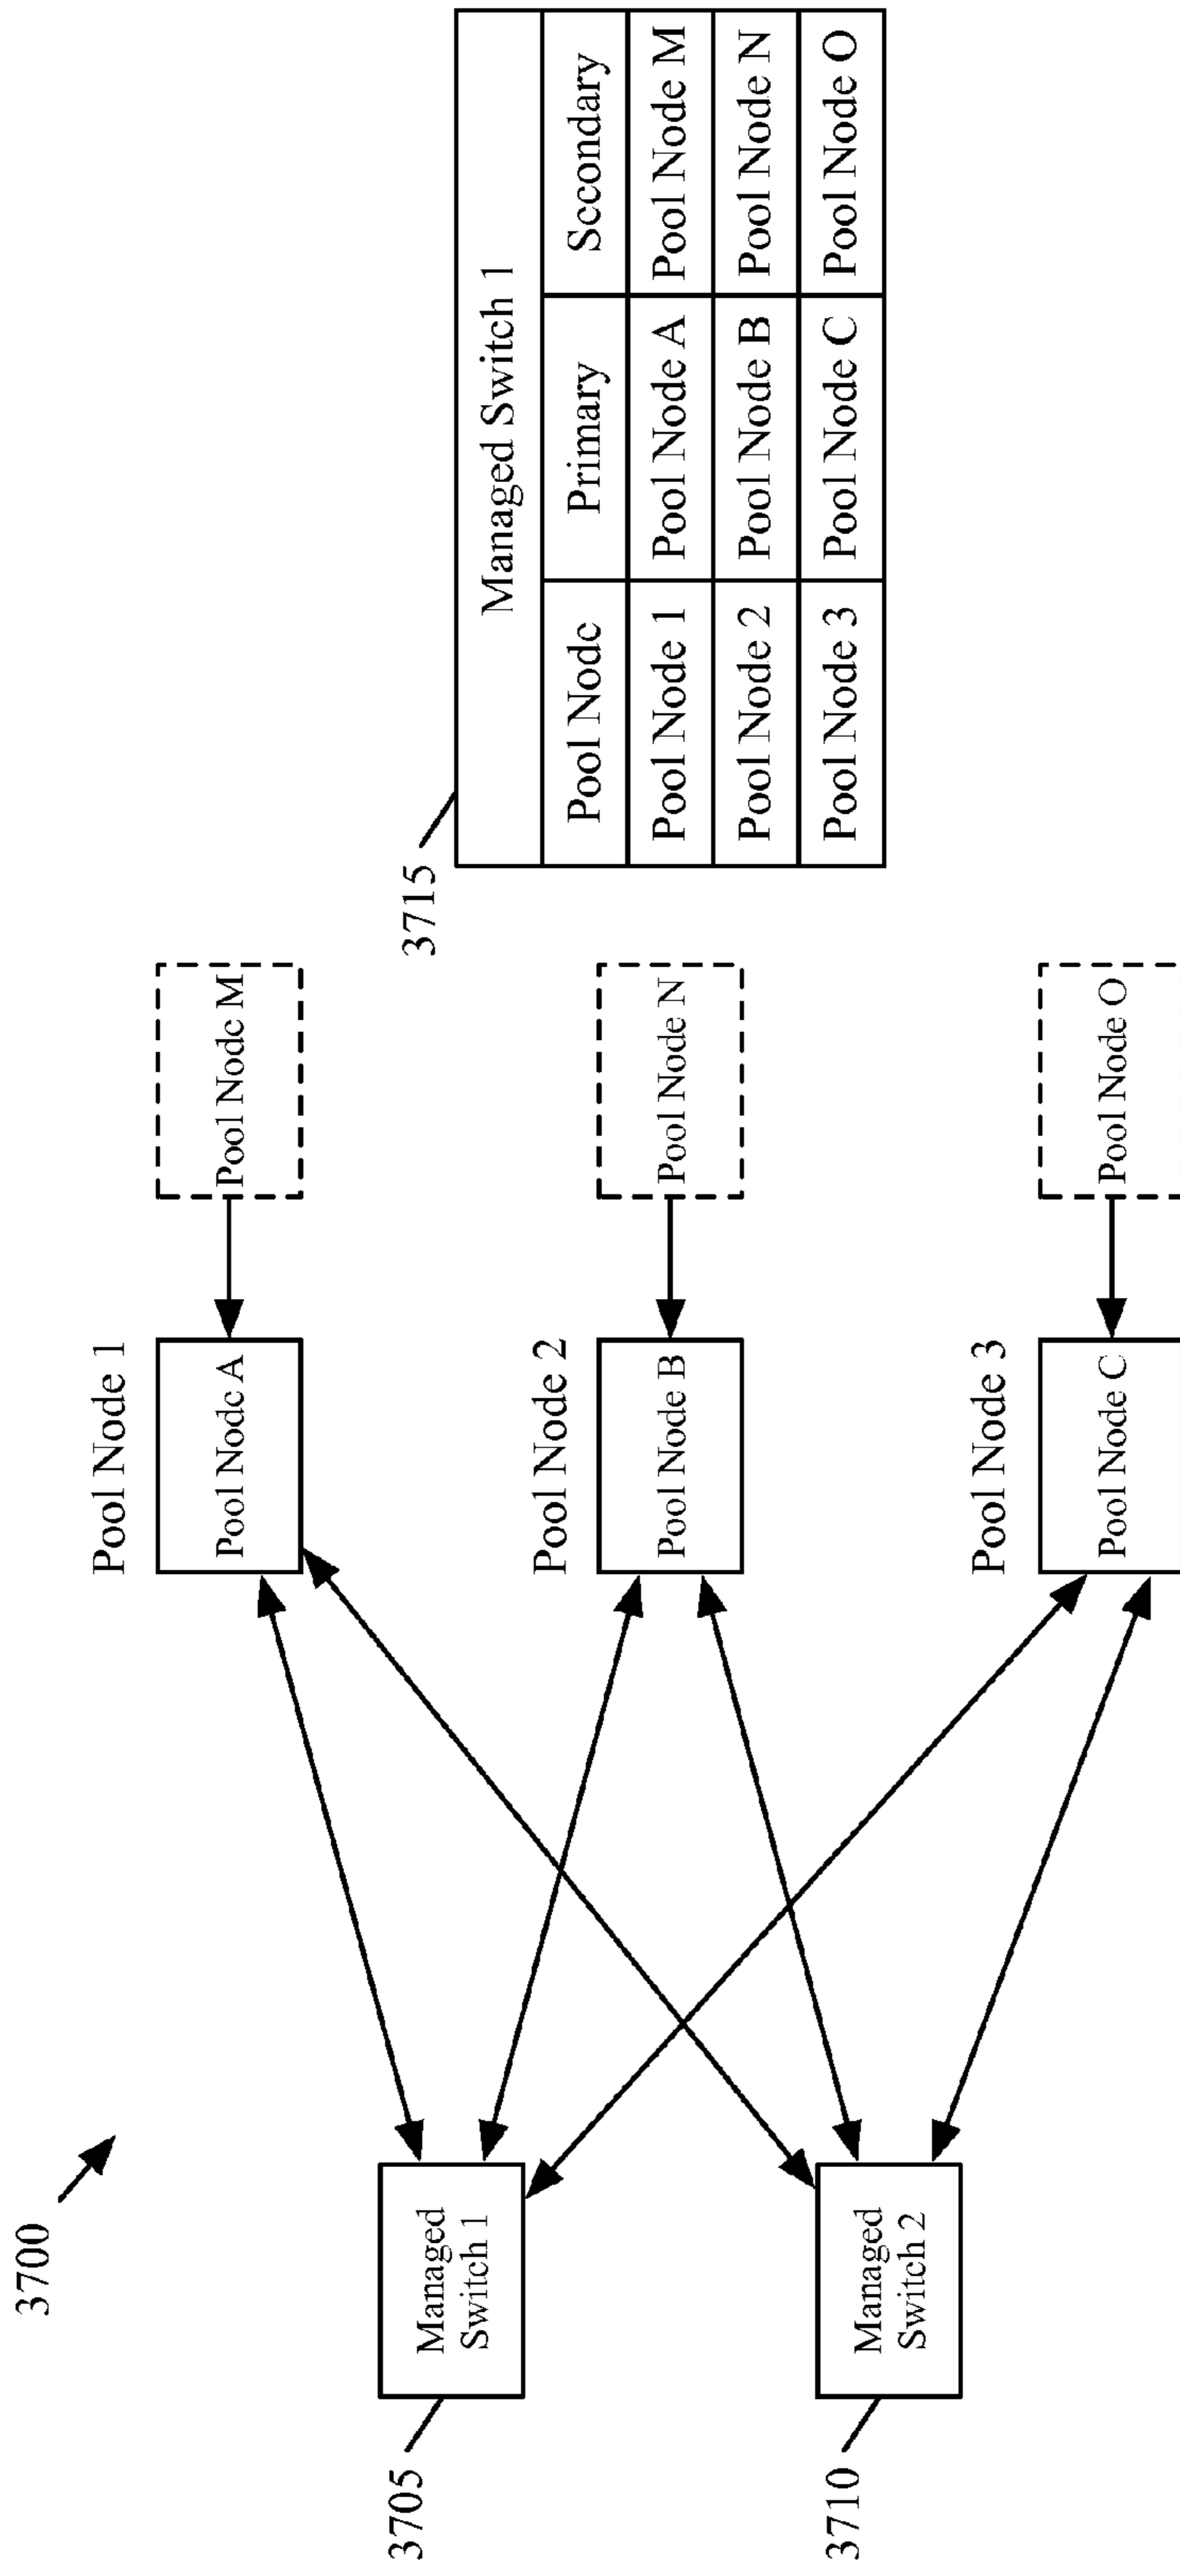 3700
Pool Node 1
Pool Node A
Pool Node M
3705
Managed
Switch 1
Pool Node 2
Pool Node B
Pool Node N
3710
Managed
Switch 2
Pool Node 3
Pool Node C
Pool Node O
3715
Managed Switch 1
Pool Node Primary Secondary
Pool Node 1 Pool Node A Pool Node M
Pool Node 2 Pool Node B Pool Node N
Pool Node 3 Pool Node C Pool Node O